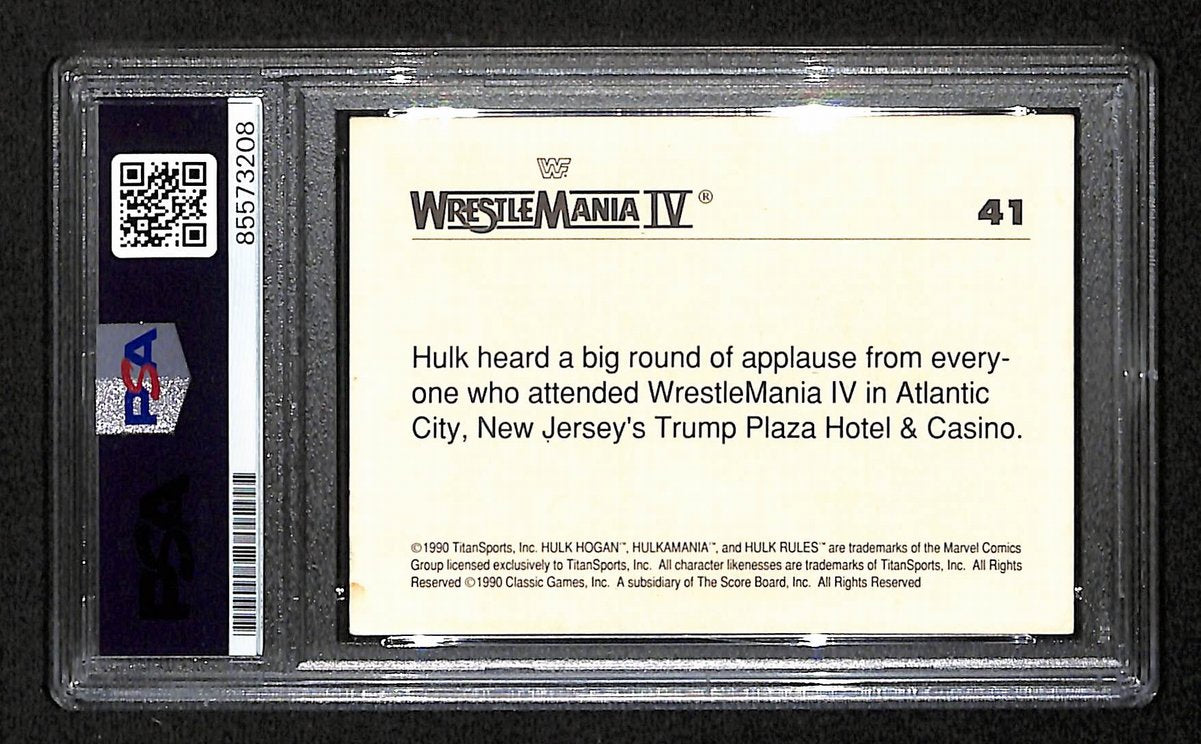 85573208
PSA
PSA
WF
WRESTLEMANIA IV ®
41
Hulk heard a big round of applause from every-
one who attended WrestleMania IV in Atlantic
City, New Jersey's Trump Plaza Hotel & Casino.
©1990 TitanSports, Inc. HULK HOGAN™, HULKAMANIA™, and HULK RULES™ are trademarks of the Marvel Comics
Group licensed exclusively to TitanSports, Inc. All character likenesses are trademarks of TitanSports, Inc. All Rights
Reserved ©1990 Classic Games, Inc. A subsidiary of The Score Board, Inc. All Rights Reserved